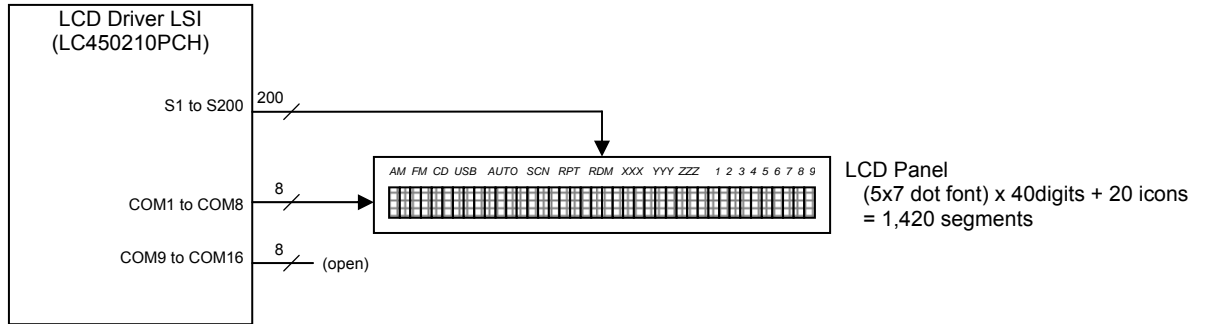 LCD Driver LSI
(LC450210PCH)
S1 to S200
200
AM FM CD USB AUTO SCN RPT RDM XXX YYY ZZZ 1 2 3 4 5 6 7 8 9
LCD Panel
(5x7 dot font) x 40digits + 20 icons
= 1,420 segments
COM1 to COM8
8
COM9 to COM16
8
(open)